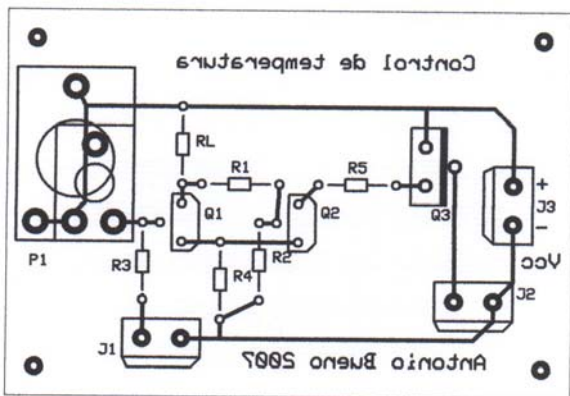 Control de temperatura
RL
R1
R5
Q1
Q2
Q3
+
J3
-
P1
R3
R4
R2
Vcc
J2
J1
Antonio Bueno 2007